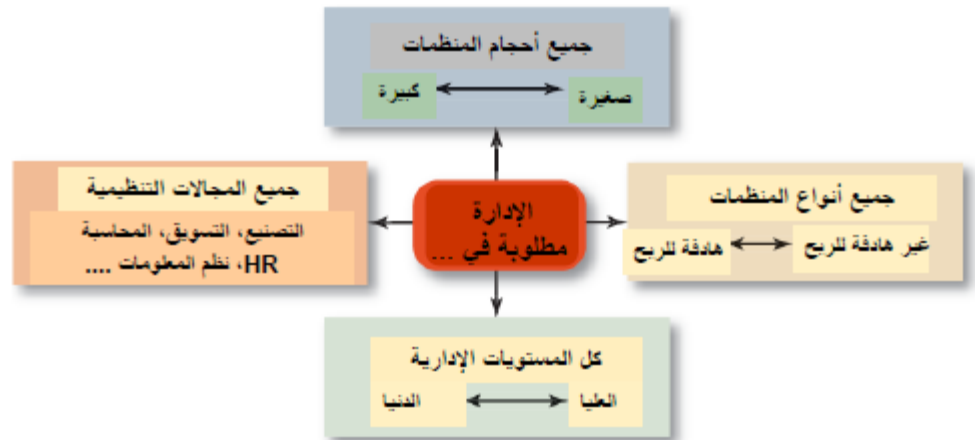 جميع أحجام المنظمات
صغيرة
كبيرة
جميع أنواع المنظمات
غير هادفة للربح
هادفة للربح
الإدارة
مطلوبة في ...
جميع المجالات التنظيمية
التصنيع، التسويق، المحاسبة
HR، نظم المعلومات ....
كل المستويات الإدارية
العليا
الدنيا